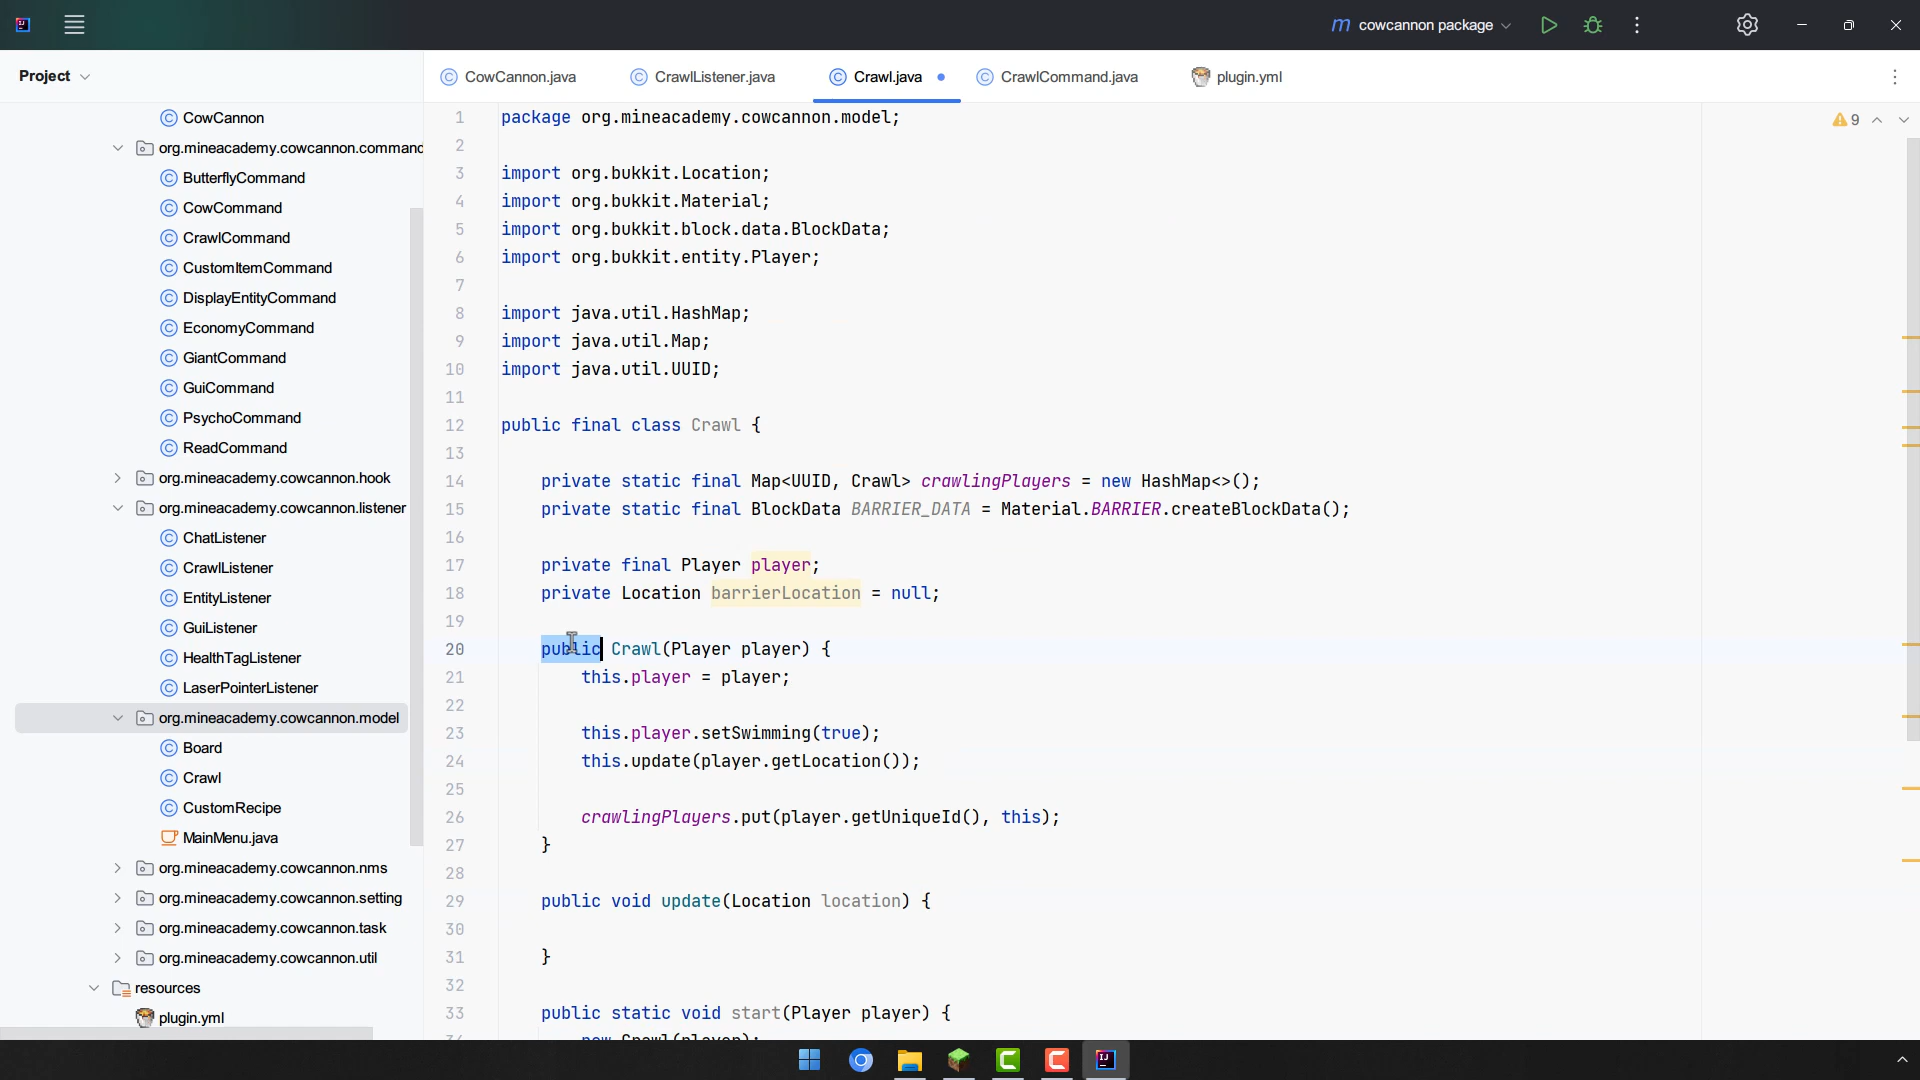 cowcannon package
Project
CowCannon.java
CrawlListener.java
Crawl.java
CrawlCommand.java
plugin.yml
CowCannon
org.mineacademy.cowcannon.command
ButterflyCommand
CowCommand
CrawlCommand
CustomItemCommand
DisplayEntityCommand
EconomyCommand
GiantCommand
GuiCommand
PsychoCommand
ReadCommand
org.mineacademy.cowcannon.hook
org.mineacademy.cowcannon.listener
ChatListener
CrawlListener
EntityListener
GuiListener
HealthTagListener
LaserPointerListener
org.mineacademy.cowcannon.model
Board
Crawl
CustomRecipe
MainMenu.java
org.mineacademy.cowcannon.nms
org.mineacademy.cowcannon.setting
org.mineacademy.cowcannon.task
org.mineacademy.cowcannon.util
resources
plugin.yml
9
1 package org.mineacademy.cowcannon.model;
2
3 import org.bukkit.Location;
4 import org.bukkit.Material;
5 import org.bukkit.block.data.BlockData;
6 import org.bukkit.entity.Player;
7
8 import java.util.HashMap;
9 import java.util.Map;
10 import java.util.UUID;
11
12 public final class Crawl {
13
14 private static final Map<UUID, Crawl> crawlingPlayers = new HashMap<>();
15 private static final BlockData BARRIER_DATA = Material.BARRIER.createBlockData();
16
17 private final Player player;
18 private Location barrierLocation = null;
19
20 public Crawl(Player player) {
21 this.player = player;
22
23 this.player.setSwimming(true);
24 this.update(player.getLocation());
25
26 crawlingPlayers.put(player.getUniqueId(), this);
27 }
28
29 public void update(Location location) {
30
31 }
32
33 public static void start(Player player) {
34 new Crawl(player);